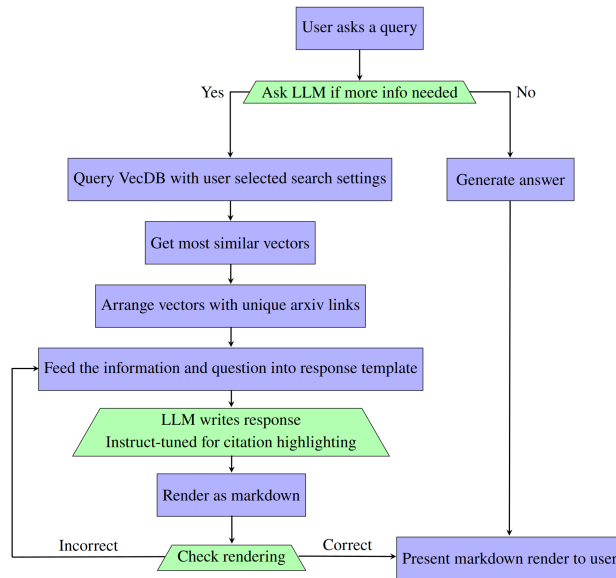 User asks a query
Ask LLM if more info needed
Yes
No
Query VecDB with user selected search settings
Generate answer
Get most similar vectors
Arrange vectors with unique arxiv links
Feed the information and question into response template
LLM writes response
Instruct-tuned for citation highlighting
Render as markdown
Incorrect
Check rendering
Correct
Present markdown render to user